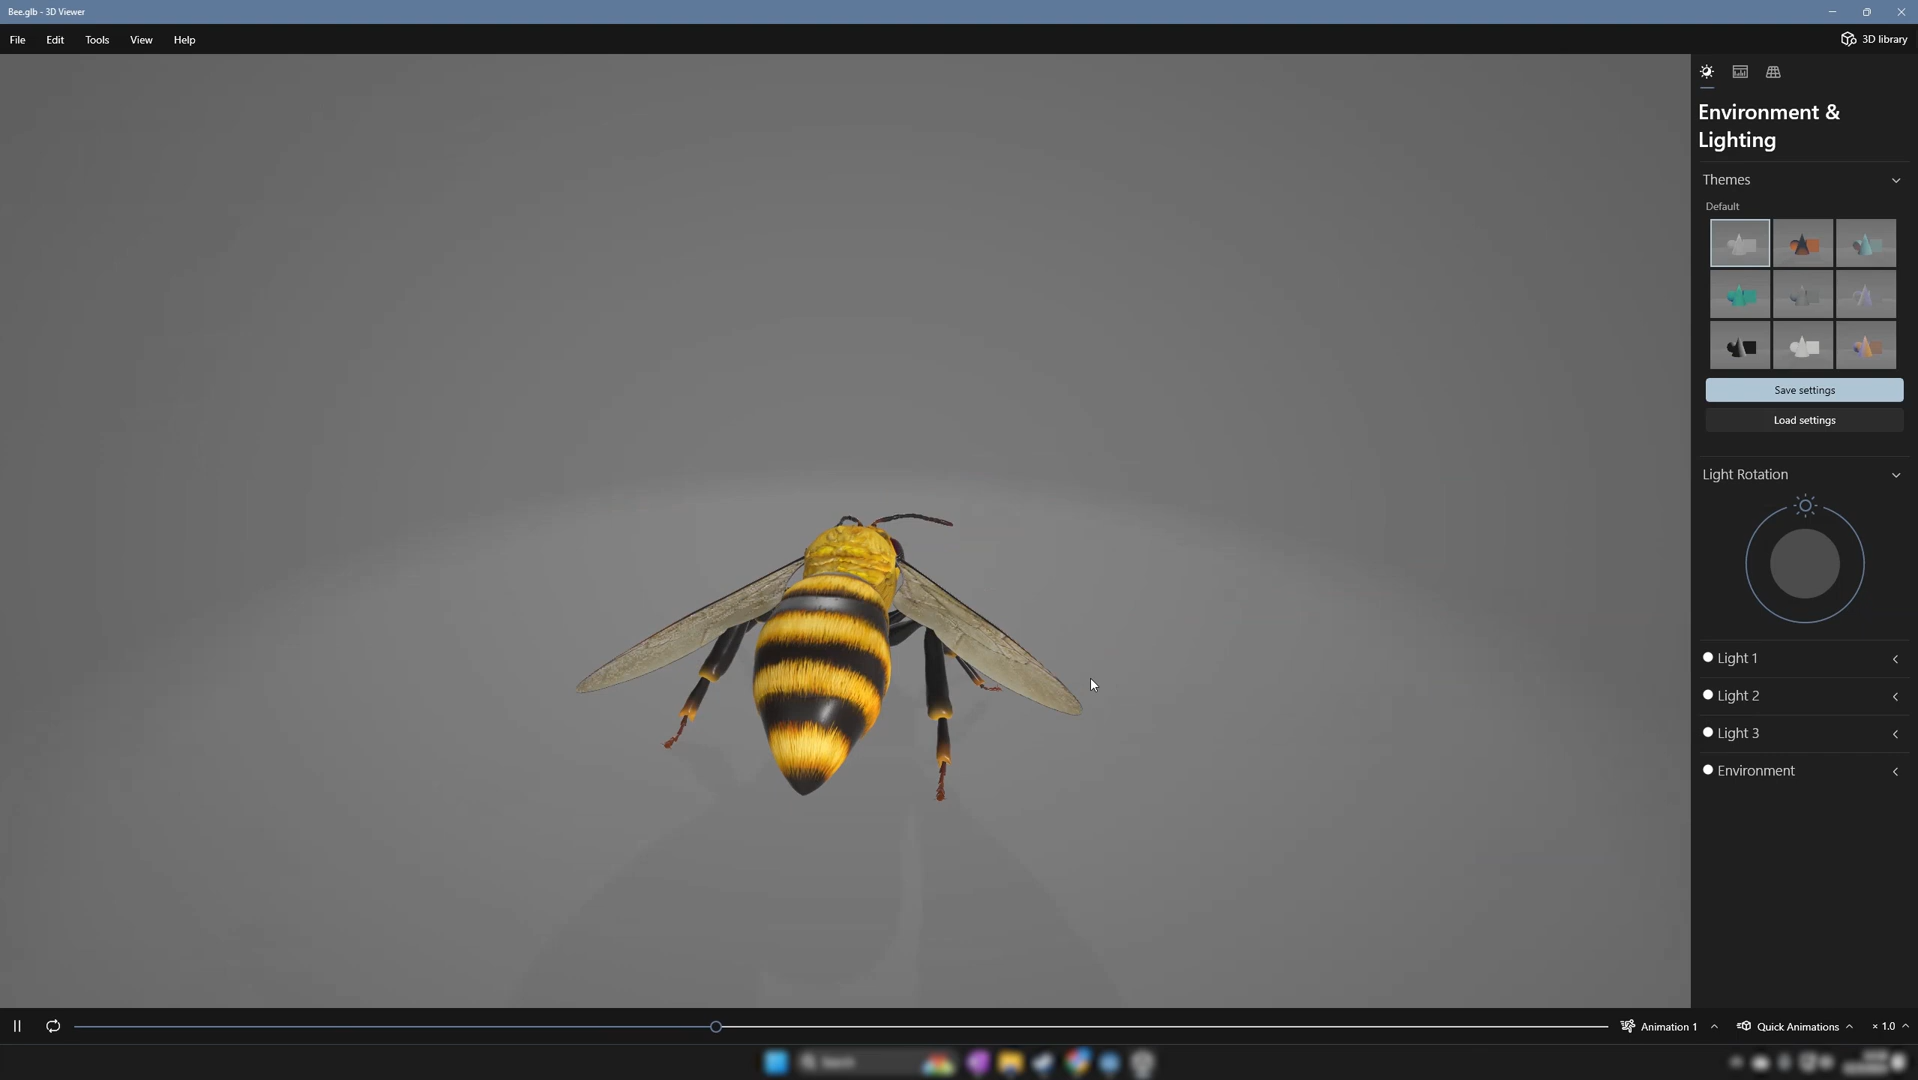 Bee.glb - 3D Viewer
File Edit Tools View Help
3D library
Environment &
Lighting
Themes
Default
Save settings
Load settings
Light Rotation
Light 1
Light 2
Light 3
Environment
Animation 1
Quick Animations
× 1.0